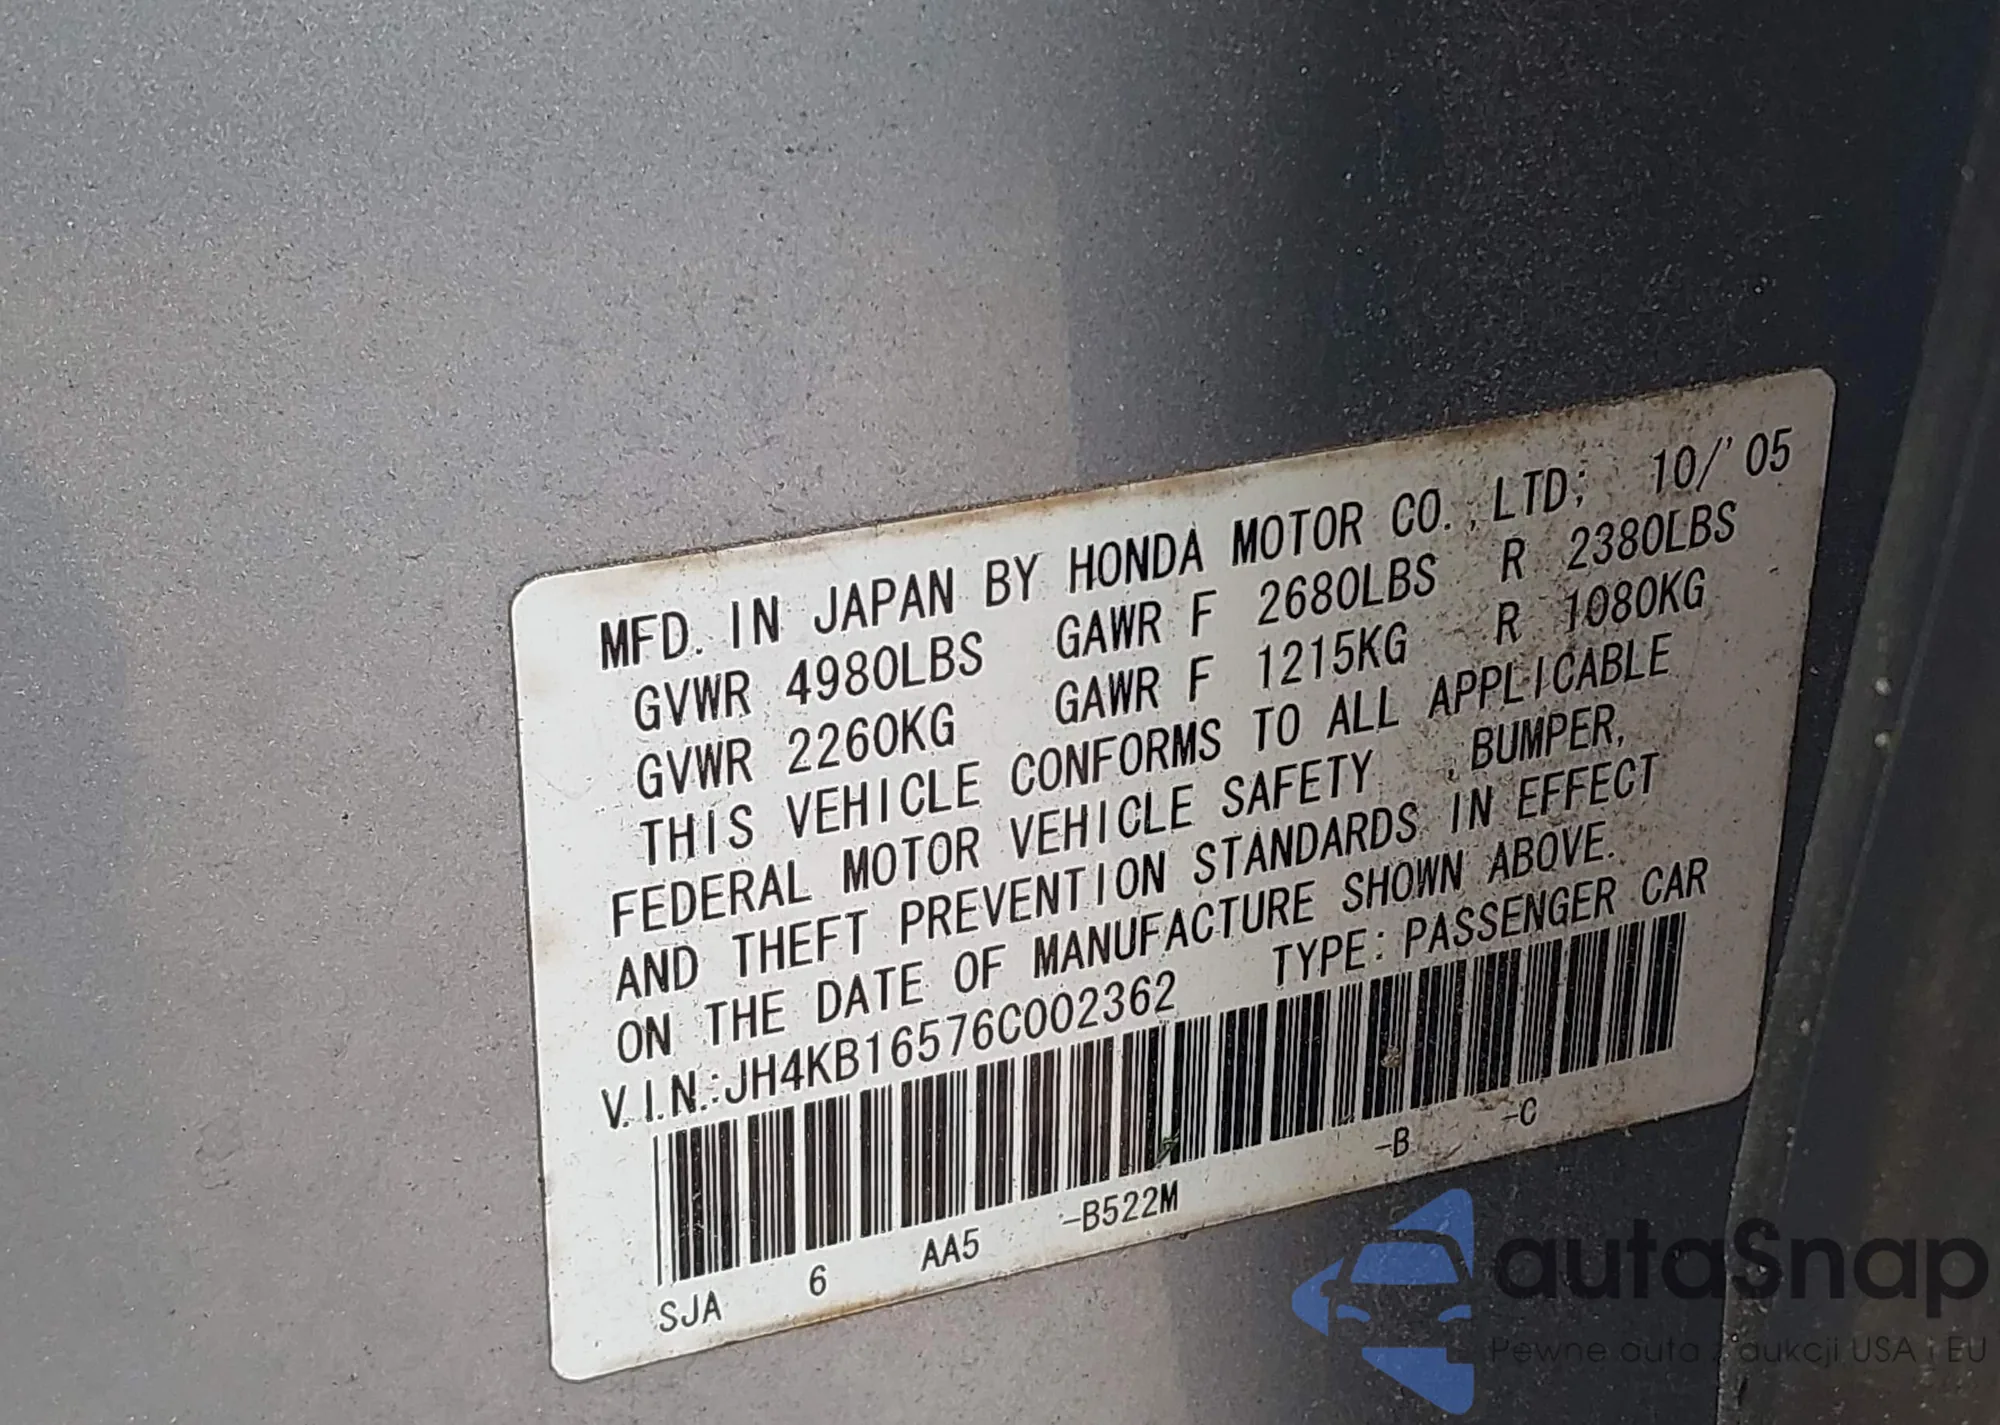 MFD. IN JAPAN BY HONDA MOTOR CO., LTD; 10/'05
GVWR 4980LBS GAWR F 2680LBS R 2380LBS
GVWR 2260KG GAWR F 1215KG R 1080KG
THIS VEHICLE CONFORMS TO ALL APPLICABLE
FEDERAL MOTOR VEHICLE SAFETY , BUMPER,
AND THEFT PREVENTION STANDARDS IN EFFECT
ON THE DATE OF MANUFACTURE SHOWN ABOVE.
V.I.N.:JH4KB16576C002362 TYPE:PASSENGER CAR
SJA 6 AA5 -B522M -B -C
autaSnap
Pewne auta z aukcji USA i EU